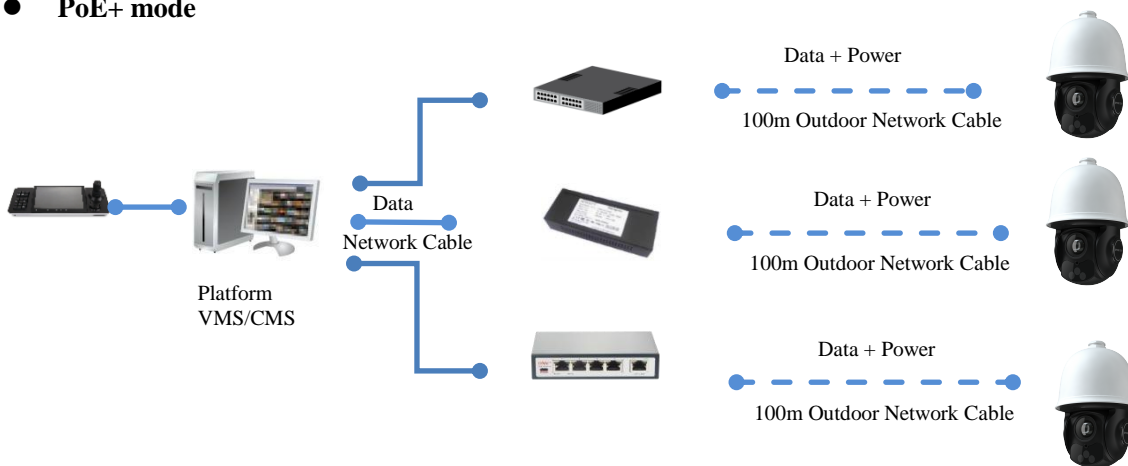 ● PoE+ mode
Data + Power
100m Outdoor Network Cable
Data
Network Cable
Platform
VMS/CMS
Data + Power
100m Outdoor Network Cable
Data + Power
100m Outdoor Network Cable